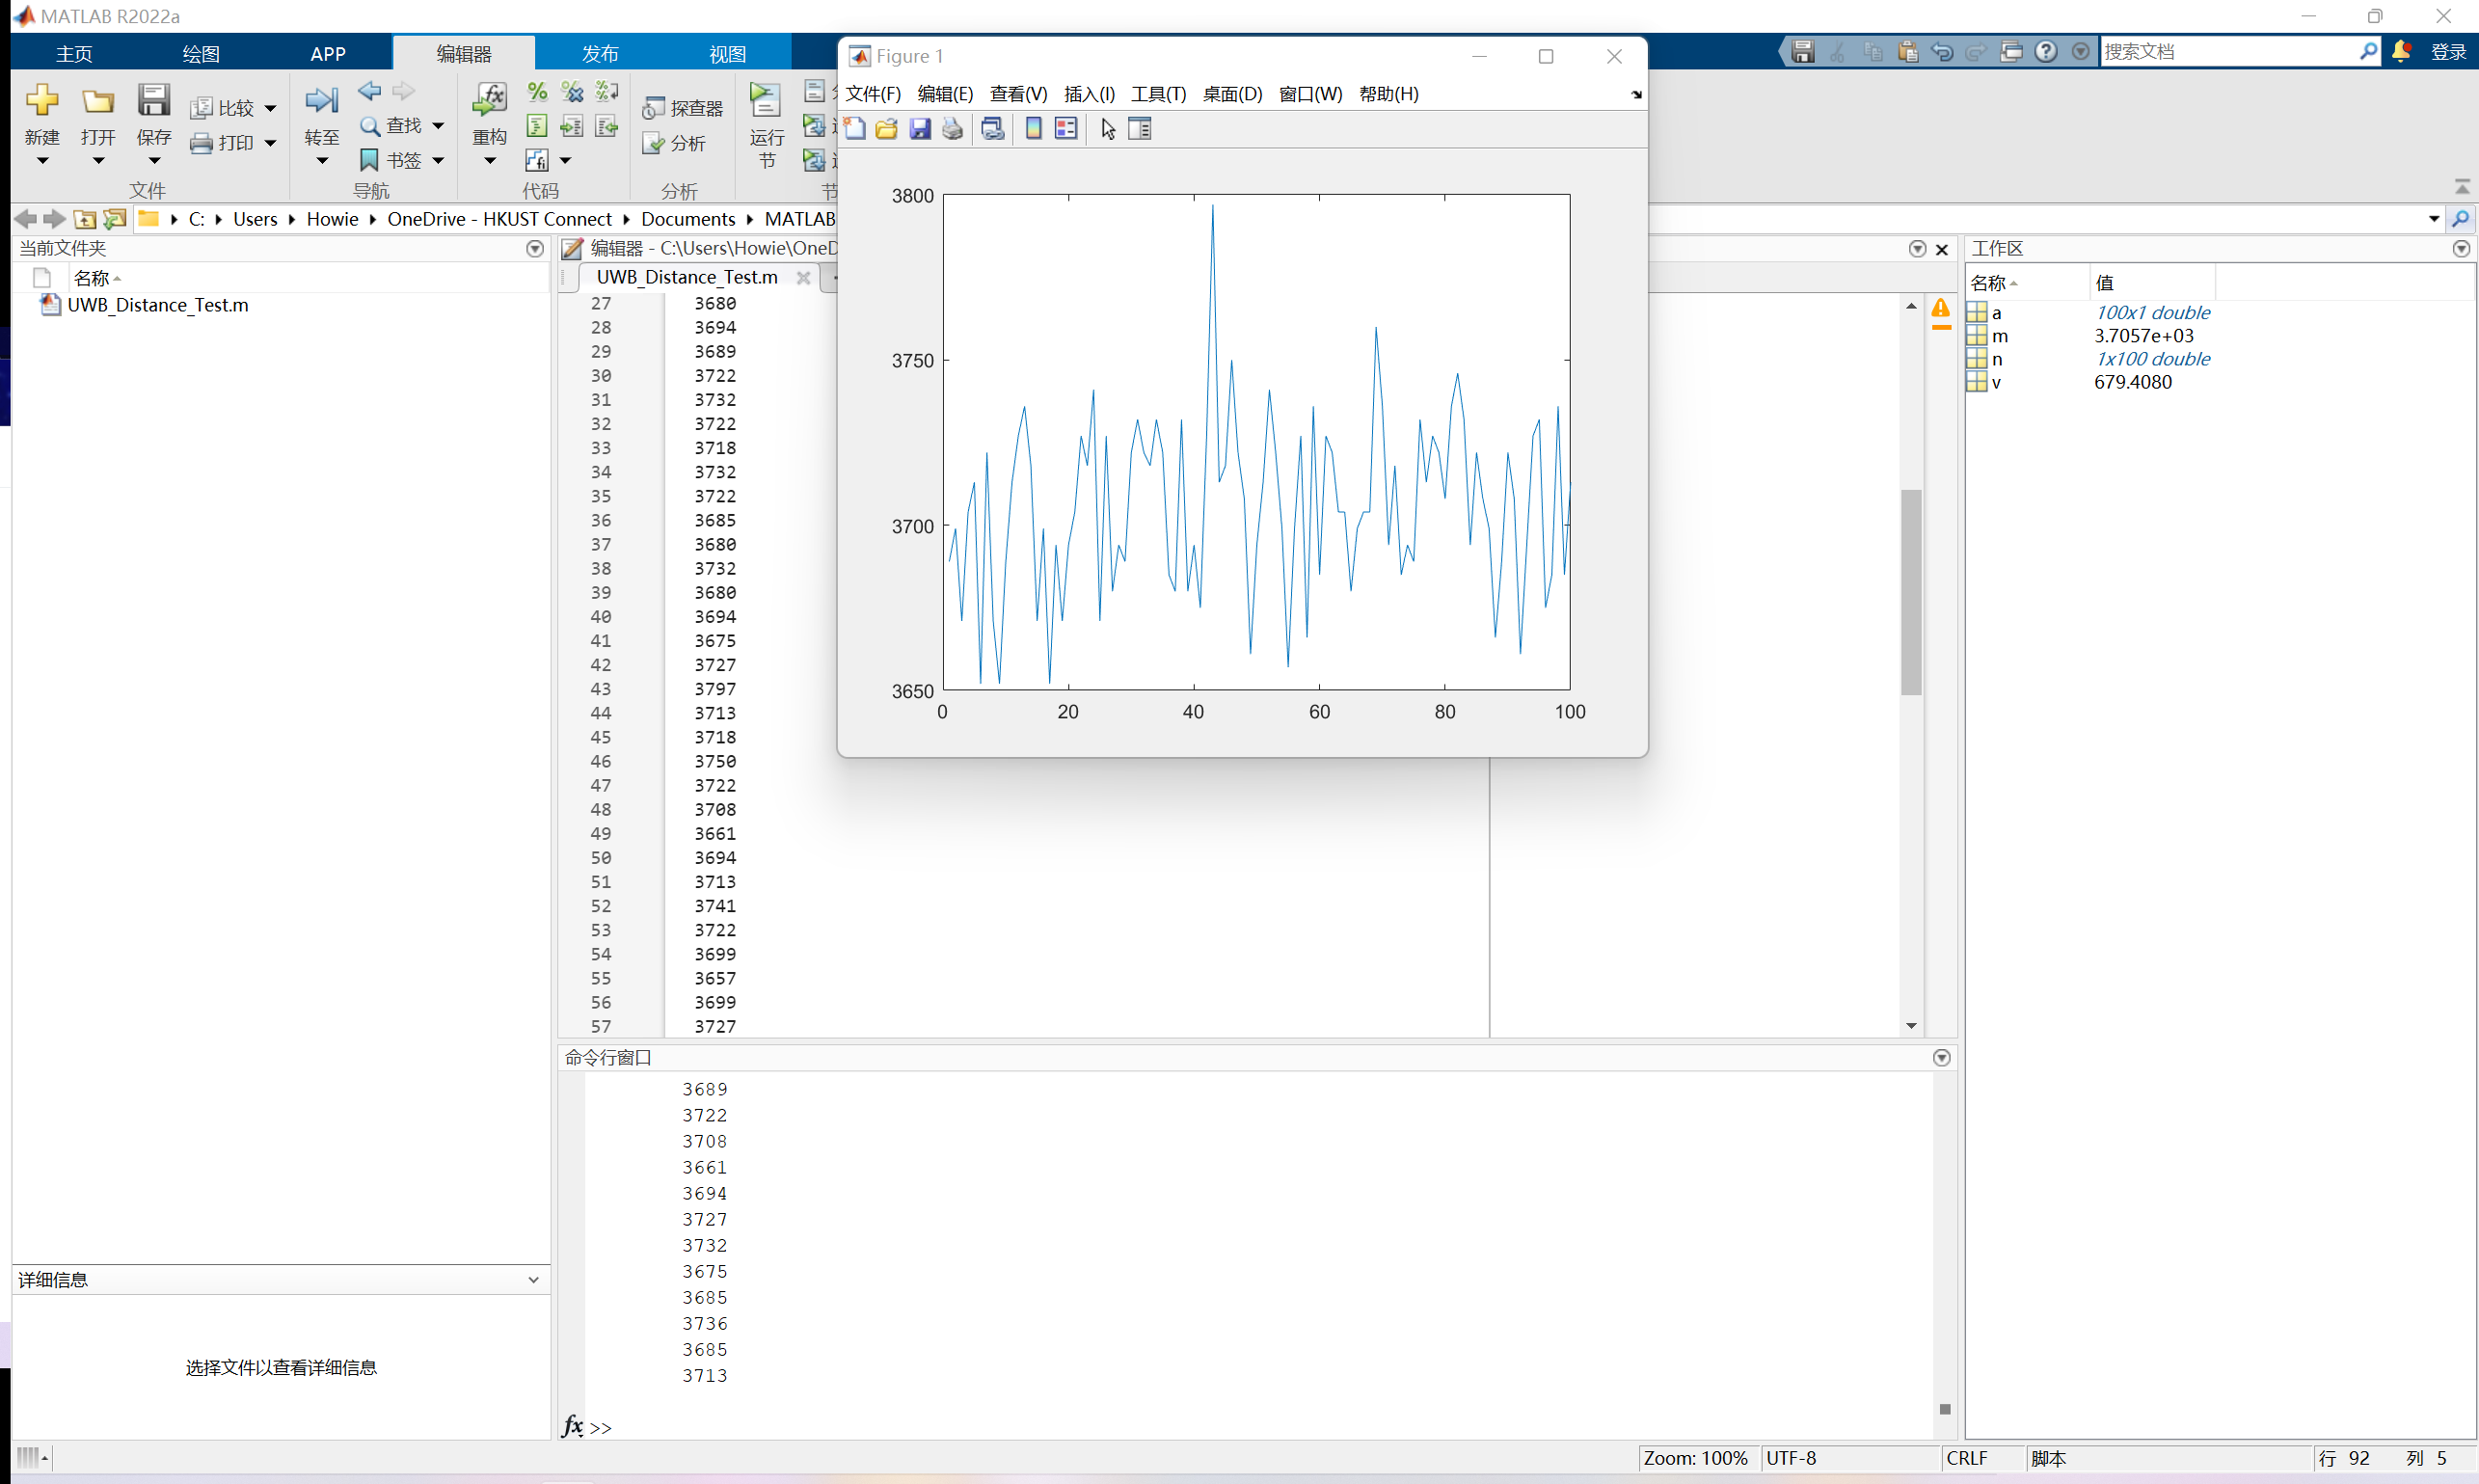 MATLAB R2022a
主页 绘图 APP 编辑器 发布 视图
搜索文档 登录
新建 打开 保存 比较 打印 转至 查找 书签 重构 探查器 分析 运行节
文件 导航 代码 分析 节
C: Users Howie OneDrive - HKUST Connect Documents MATLAB
当前文件夹
名称
UWB_Distance_Test.m
详细信息
选择文件以查看详细信息
编辑器 - C:\Users\Howie\OneD
UWB_Distance_Test.m
27 3680
28 3694
29 3689
30 3722
31 3732
32 3722
33 3718
34 3732
35 3722
36 3685
37 3680
38 3732
39 3680
40 3694
41 3675
42 3727
43 3797
44 3713
45 3718
46 3750
47 3722
48 3708
49 3661
50 3694
51 3713
52 3741
53 3722
54 3699
55 3657
56 3699
57 3727
Figure 1
文件(F) 编辑(E) 查看(V) 插入(I) 工具(T) 桌面(D) 窗口(W) 帮助(H)
3800
3750
3700
3650
0 20 40 60 80 100
命令行窗口
3689
3722
3708
3661
3694
3727
3732
3675
3685
3736
3685
3713
fx >>
工作区
名称 值
a 100x1 double
m 3.7057e+03
n 1x100 double
v 679.4080
Zoom: 100% UTF-8 CRLF 脚本 行 92 列 5